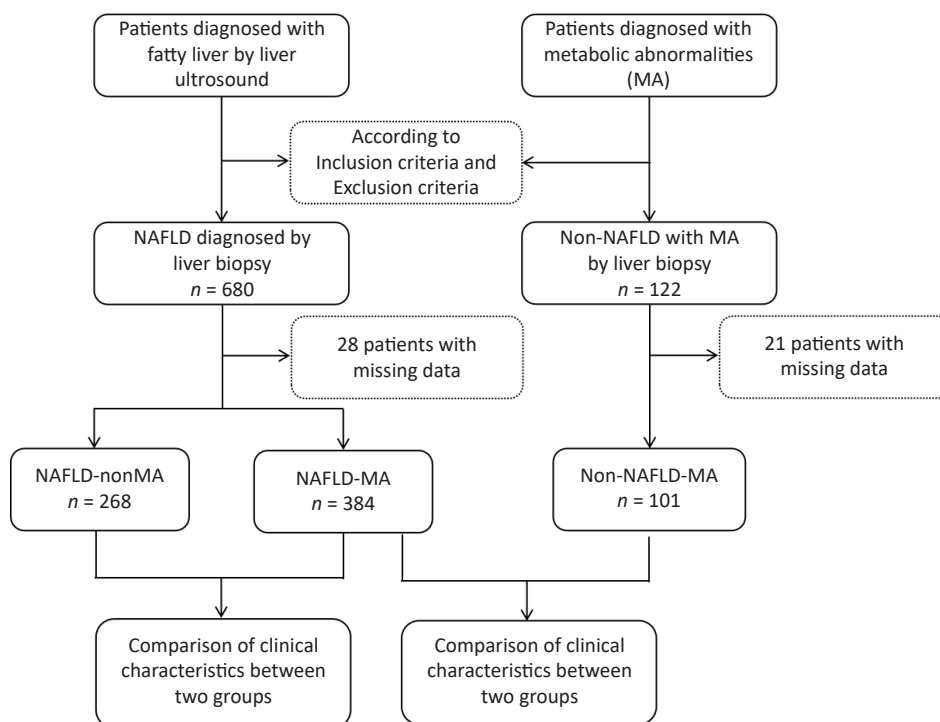 Patients diagnosed with
fatty liver by liver
ultrosound
Patients diagnosed with
metabolic abnormalities
(MA)
According to
Inclusion criteria and
Exclusion criteria
NAFLD diagnosed by
liver biopsy
n = 680
Non-NAFLD with MA
by liver biopsy
n = 122
28 patients with
missing data
21 patients with
missing data
NAFLD-nonMA
n = 268
NAFLD-MA
n = 384
Non-NAFLD-MA
n = 101
Comparison of clinical
characteristics between
two groups
Comparison of clinical
characteristics between
two groups